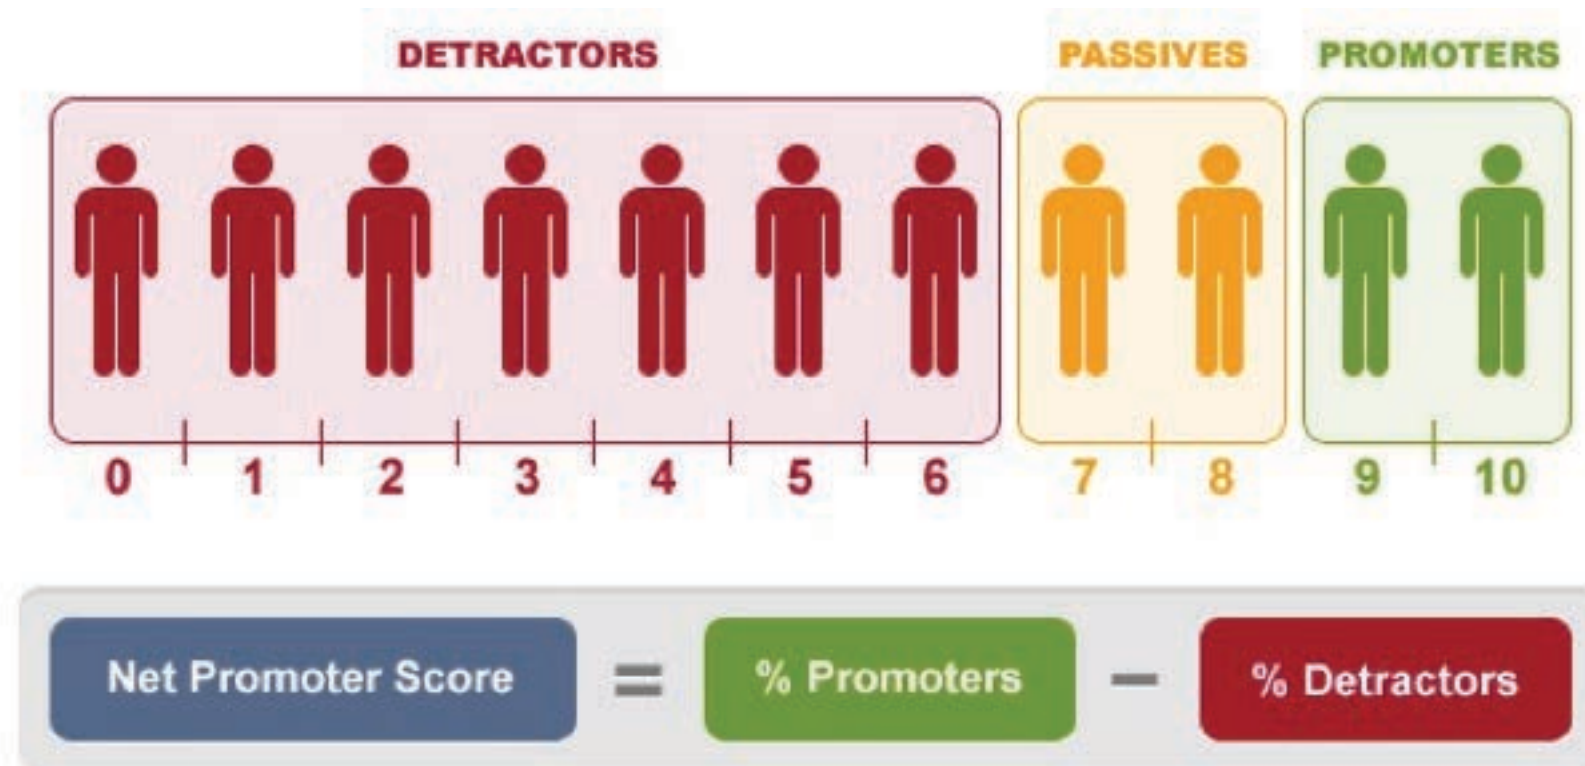 DETRACTORS PASSIVES PROMOTERS
0 1 2 3 4 5 6 7 8 9 10
Net Promoter Score = % Promoters − % Detractors